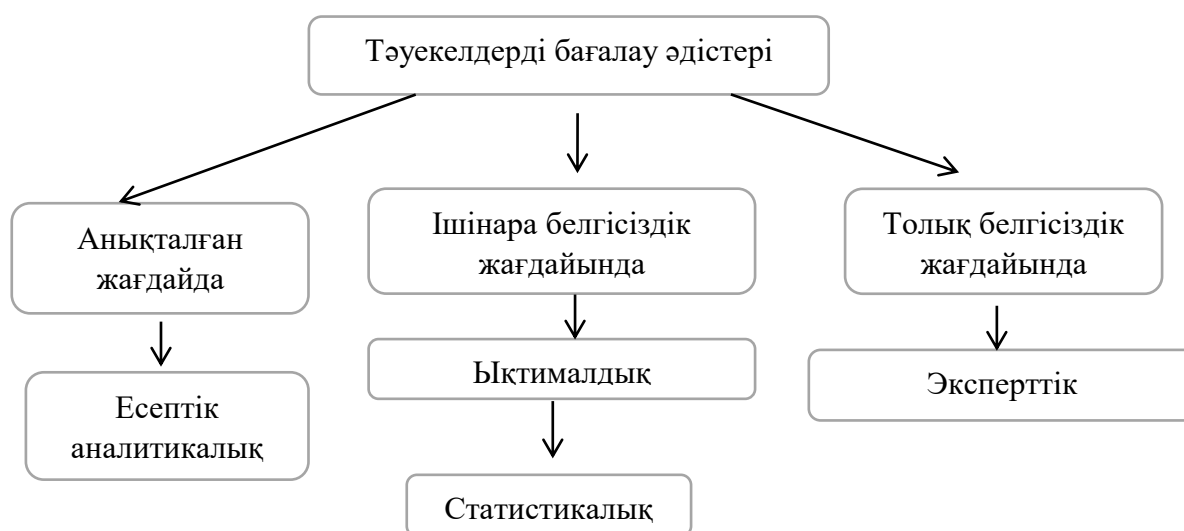 Тәуекелдерді бағалау әдістері
Анықталған
жағдайда
Ішінара белгісіздік
жағдайында
Толық белгісіздік
жағдайында
Есептік
аналитикалық
Ықтималдық
Эксперттік
Статистикалық